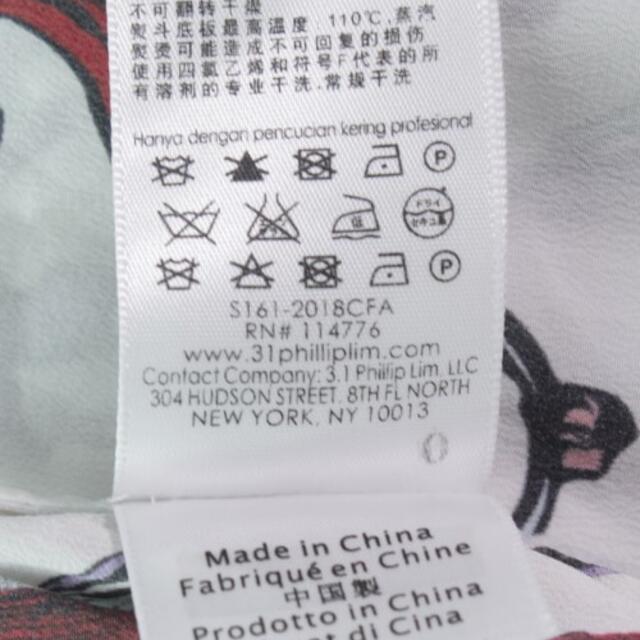 不可翻转干燥
熨斗底板最高温度, 110℃, 蒸汽
熨烫可能造成不可回复的损伤
使用四氯乙烯和符号F代表的所
有溶剂的专业干洗, 常规干洗
Hanya dengan pencucian kering profesional
P
低
P
S161-2018CFA
RN# 114776
www.31philliplim.com
Contact Company: 3.1 Phillip Lim, LLC
304 HUDSON STREET, 8TH FL NORTH
NEW YORK, NY 10013
0
Made in China
Fabriqué en Chine
中国製
Prodotto in China
di Cina